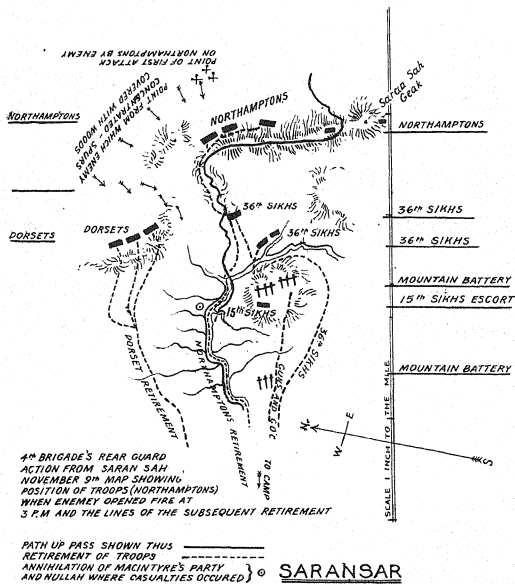 POINT OF FIRST ATTACK
ON NORTHAMPTONS BY ENEMY
POINT FROM WHICH ENEMY
CONCENTRATED SPURS
COVERED WITH WOODS
NORTHAMPTONS
NORTHAMPTONS
Saran Sah
Geak
NORTHAMPTONS
36TH SIKHS
36TH SIKHS
DORSETS
DORSETS
36TH SIKHS
36TH SIKHS
MOUNTAIN BATTERY
15TH SIKHS ESCORT
15TH SIKHS
36TH SIKHS
DORSET RETIREMENT
NORTHAMPTONS RETIREMENT
GUNS AND GOC
MOUNTAIN BATTERY
TO CAMP
N
E
W
S
SCALE 1 INCH TO THE MILE
4TH BRIGADE'S REAR GUARD
ACTION FROM SARAN SAH
NOVEMBER 9TH MAP SHOWING
POSITION OF TROOPS (NORTHAMPTONS)
WHEN ENEMEY OPENED FIRE AT
3 P.M AND THE LINES OF THE SUBSEQUENT RETIREMENT
PATH UP PASS SHOWN THUS
RETIREMENT OF TROOPS
ANNIHILATION OF MACINTYRE'S PARTY
AND NULLAH WHERE CASUALTIES OCCURED
SARANSAR